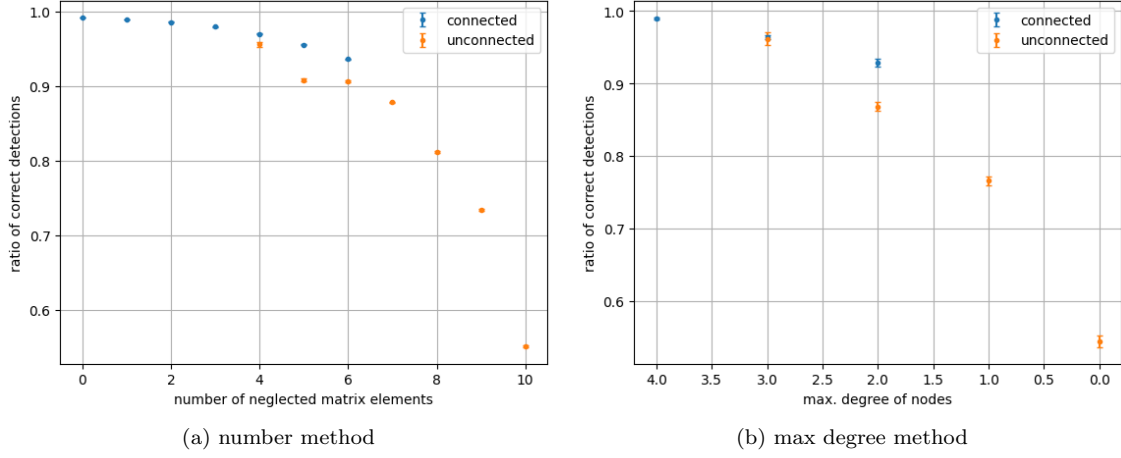 1.0
0.9
0.8
0.7
0.6
ratio of correct detections
connected
unconnected
0 2 4 6 8 10
number of neglected matrix elements
(a) number method
1.0
0.9
0.8
0.7
0.6
ratio of correct detections
connected
unconnected
4.0 3.5 3.0 2.5 2.0 1.5 1.0 0.5 0.0
max. degree of nodes
(b) max degree method